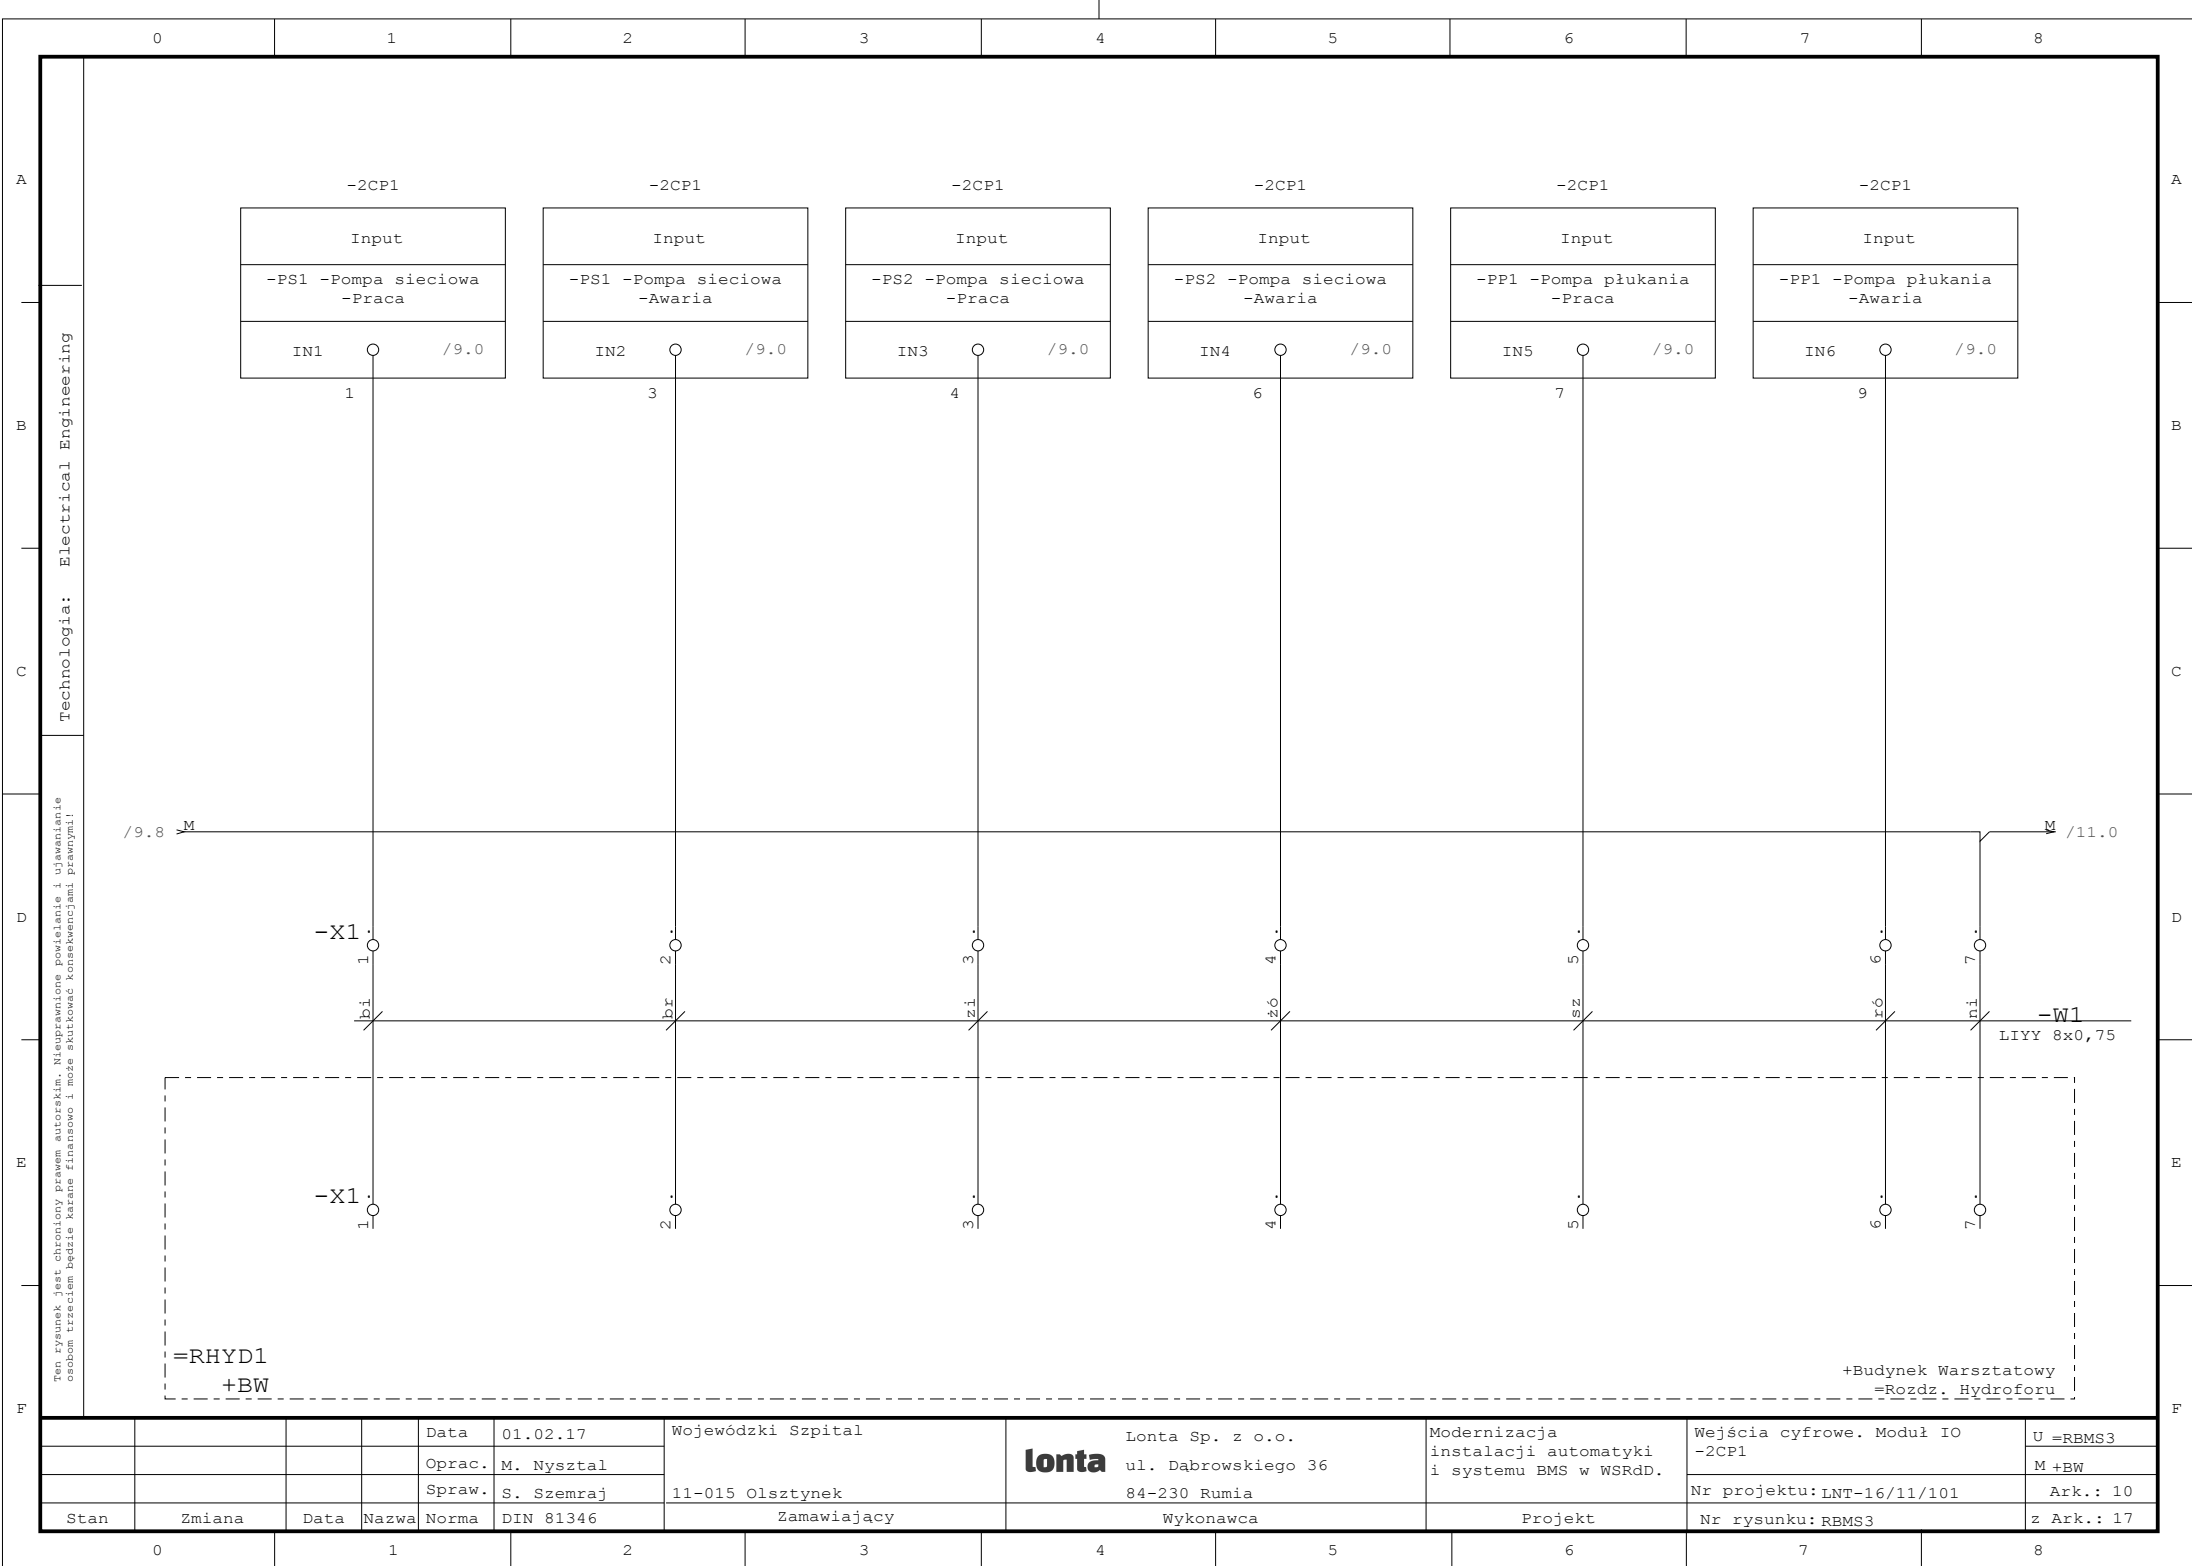 0 1 2 3 4 5 6 7 8
A A
-2CP1 -2CP1 -2CP1 -2CP1 -2CP1 -2CP1
Input Input Input Input Input Input
-PS1 -Pompa sieciowa -PS1 -Pompa sieciowa -PS2 -Pompa sieciowa -PS2 -Pompa sieciowa -PP1 -Pompa płukania -PP1 -Pompa płukania
-Praca -Awaria -Praca -Awaria -Praca -Awaria
IN1 /9.0 IN2 /9.0 IN3 /9.0 IN4 /9.0 IN5 /9.0 IN6 /9.0
1 3 4 6 7 9
B B
Technologia: Electrical Engineering
C C
/9.8 M M /11.0
D D
-X1
1 2 3 4 5 6 7
bi br zi żó sz ró ni
-W1
LIYY 8x0,75
E E
-X1
1 2 3 4 5 6 7
Ten rysunek jest chroniony prawem autorskim. Nieuprawnione powielanie i ujawanianie
osobom trzeciem będzie karane finansowo i może skutkować konsekwencjami prawnymi!
=RHYD1
+BW
+Budynek Warsztatowy
=Rozdz. Hydroforu
F F
Data 01.02.17
Oprac. M. Nysztal
Spraw. S. Szemraj
Stan Zmiana Data Nazwa Norma DIN 81346
Wojewódzki Szpital
11-015 Olsztynek
Zamawiający
lonta
Lonta Sp. z o.o.
ul. Dąbrowskiego 36
84-230 Rumia
Wykonawca
Modernizacja
instalacji automatyki
i systemu BMS w WSRdD.
Projekt
Wejścia cyfrowe. Moduł IO
-2CP1
Nr projektu: LNT-16/11/101
Nr rysunku: RBMS3
U =RBMS3
M +BW
Ark.: 10
z Ark.: 17
0 1 2 3 4 5 6 7 8